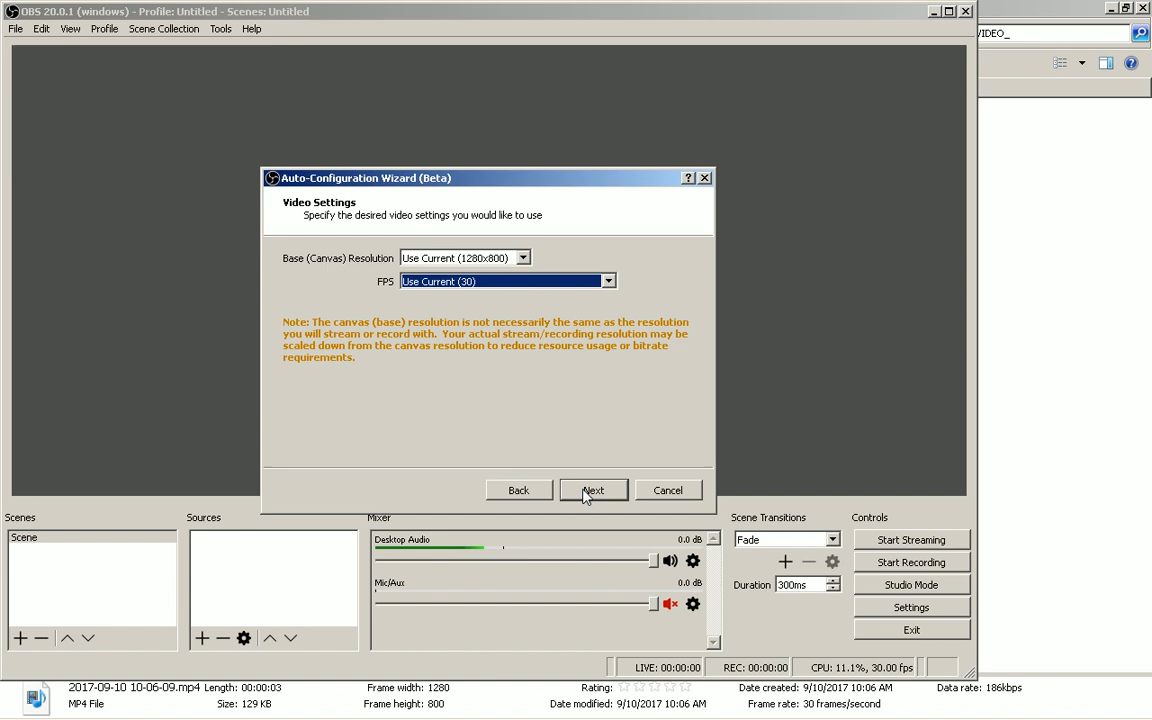 OBS 20.0.1 (windows) - Profile: Untitled - Scenes: Untitled
File Edit View Profile Scene Collection Tools Help
VIDEO_
Auto-Configuration Wizard (Beta)
Video Settings
Specify the desired video settings you would like to use
Base (Canvas) Resolution Use Current (1280x800)
FPS Use Current (30)
Note: The canvas (base) resolution is not necessarily the same as the resolution
you will stream or record with. Your actual stream/recording resolution may be
scaled down from the canvas resolution to reduce resource usage or bitrate
requirements.
Back Next Cancel
Scenes Sources Mixer Scene Transitions Controls
Scene
Desktop Audio 0.0 dB
Mic/Aux 0.0 dB
Fade
Duration 300ms
Start Streaming
Start Recording
Studio Mode
Settings
Exit
LIVE: 00:00:00 REC: 00:00:00 CPU: 11.1%, 30.00 fps
2017-09-10 10-06-09.mp4 Length: 00:00:03 Frame width: 1280 Rating: Date created: 9/10/2017 10:06 AM Data rate: 186kbps
MP4 File Size: 129 KB Frame height: 800 Date modified: 9/10/2017 10:06 AM Frame rate: 30 frames/second